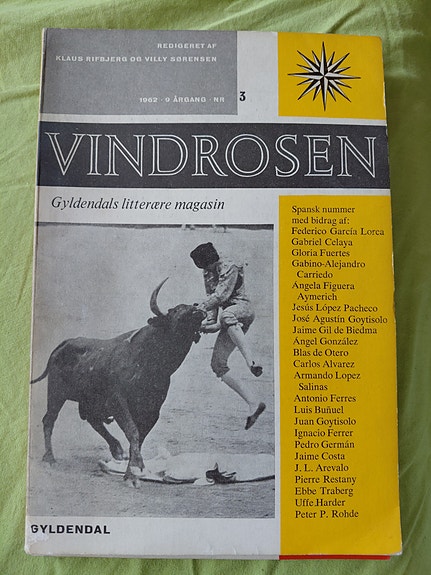 REDIGERET AF
KLAUS RIFBJERG OG VILLY SØRENSEN
1962 · 9 ÅRGANG · NR 3
VINDROSEN
Gyldendals litterære magasin
Spansk nummer
med bidrag af:
Federico García Lorca
Gabriel Celaya
Gloria Fuertes
Gabino-Alejandro
Carriedo
Ángela Figuera
Aymerich
Jesús López Pacheco
José Agustín Goytisolo
Jaime Gil de Biedma
Ángel González
Blas de Otero
Carlos Alvarez
Armando Lopez
Salinas
Antonio Ferres
Luis Buñuel
Juan Goytisolo
Ignacio Ferrer
Pedro Germán
Jaime Costa
J. L. Arevalo
Pierre Restany
Ebbe Traberg
Uffe Harder
Peter P. Rohde
GYLDENDAL